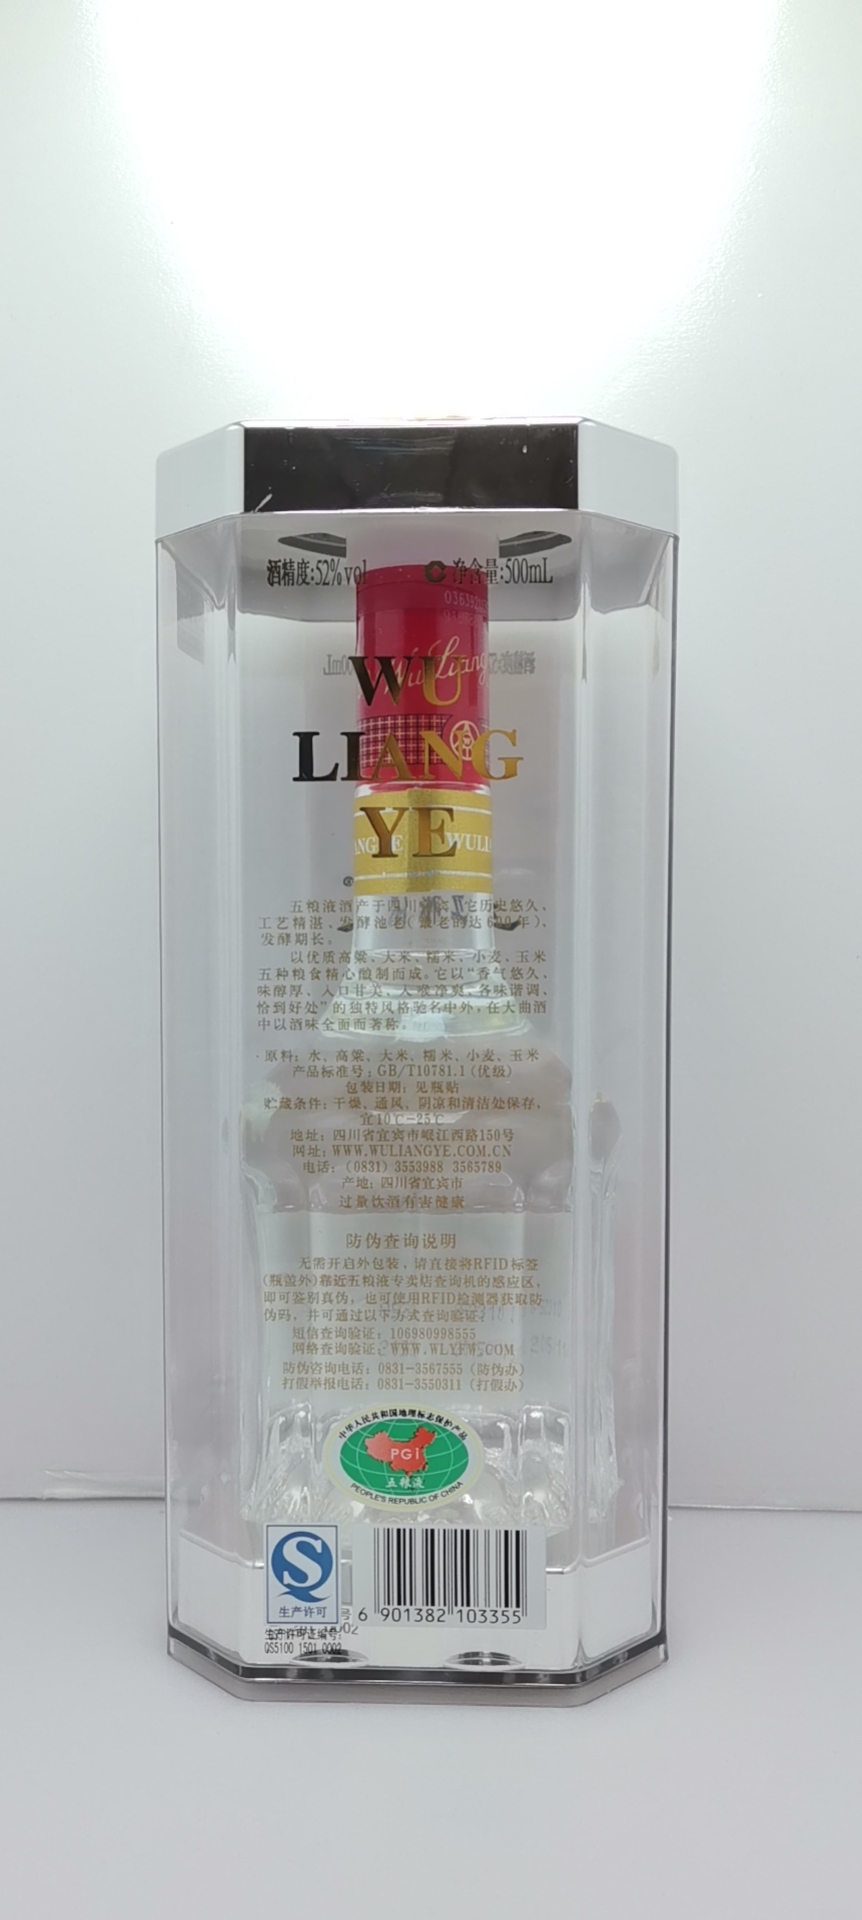 酒精度:52%vol
净含量:500mL
Wu Liang
WU
LIANG
YE
五粮液酒产于四川宜宾,它历史悠久、
工艺精湛、发酵池老(最老的达600年)、
发酵期长。
以优质高粱、大米、糯米、小麦、玉米
五种粮食精心酿制而成。它以“香气悠久、
味醇厚、入口甘美、入喉净爽、各味谐调、
恰到好处”的独特风格驰名中外,在大曲酒
中以酒味全面而著称。
原料:水、高粱、大米、糯米、小麦、玉米
产品标准号:GB/T10781.1(优级)
包装日期:见瓶贴
贮藏条件:干燥、通风、阴凉和清洁处保存,
宜10℃-25℃
地址:四川省宜宾市岷江西路150号
网址:WWW.WULIANGYE.COM.CN
电话:(0831) 3553988 3565789
产地:四川省宜宾市
过量饮酒有害健康
防伪查询说明
无需开启外包装,请直接将RFID标签
(瓶盖外)靠近五粮液专卖店查询机的感应区,
即可鉴别真伪,也可使用RFID检测器获取防
伪码,并可通过以下方式查询验证:
短信查询验证:106980998555
网络查询验证:WWW.WLYFW.COM
防伪咨询电话:0831-3567555(防伪办)
打假举报电话:0831-3550311(打假办)
中华人民共和国地理标志保护产品
PGi
五粮液
PEOPLE'S REPUBLIC OF CHINA
生产许可
6 901382 103355
生产许可证编号:
QS5100 1501 0002